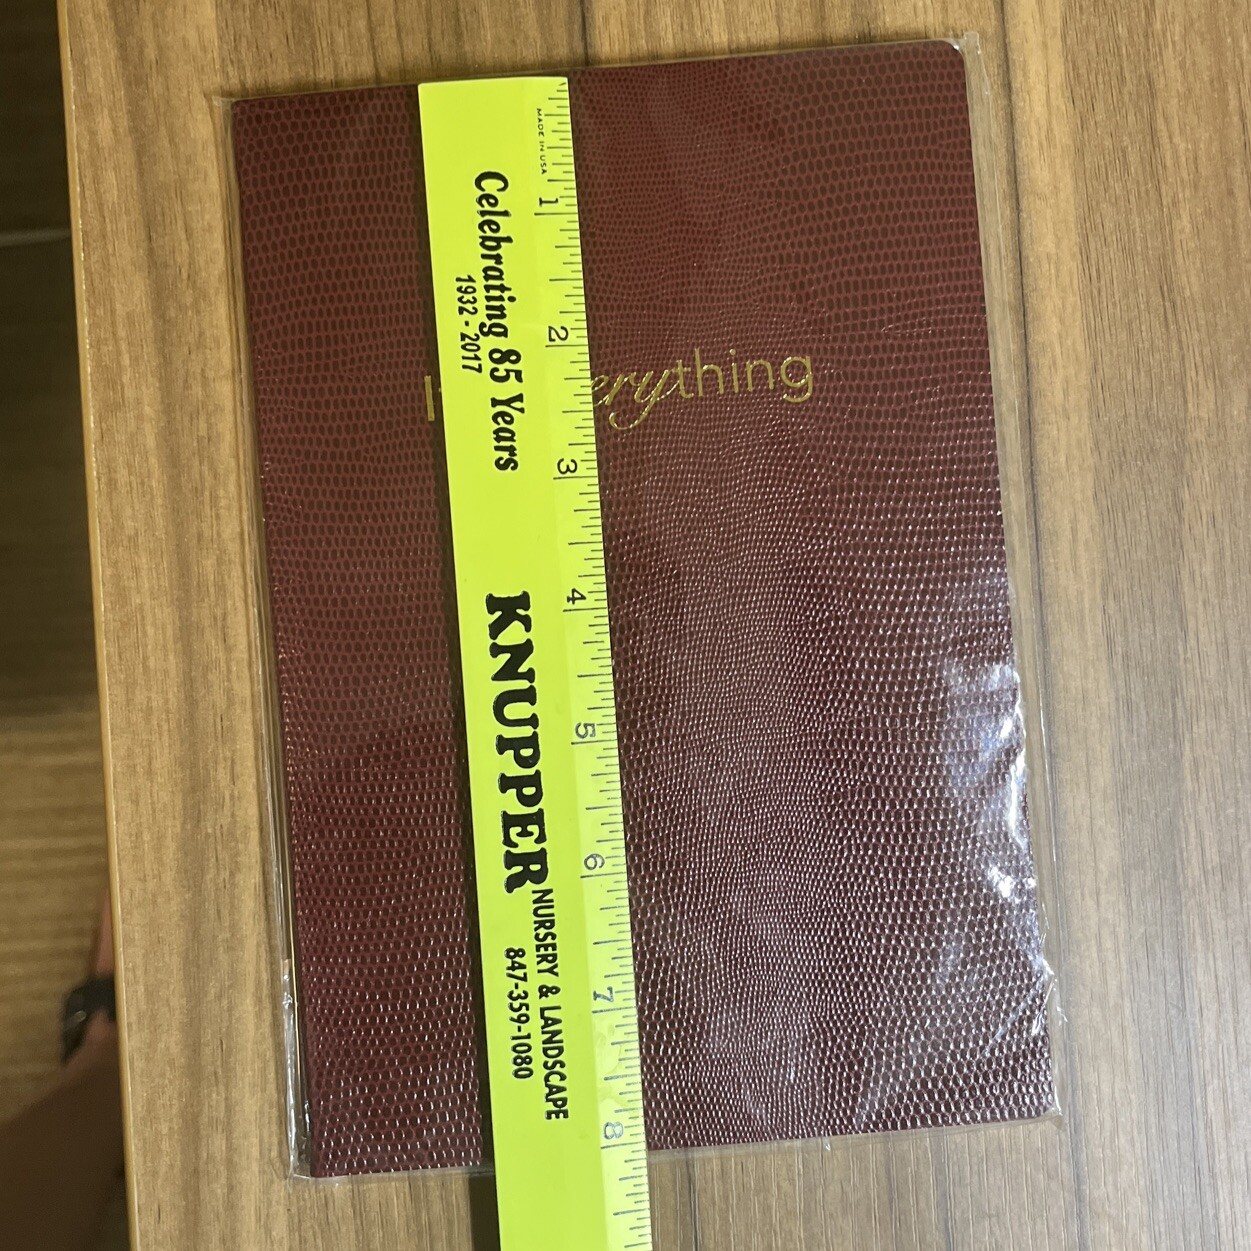 MADE IN USA
1 2 3 4 5 6 7 8
Celebrating 85 Years
1932 - 2017
KNUPPER NURSERY & LANDSCAPE
847-359-1080
erything